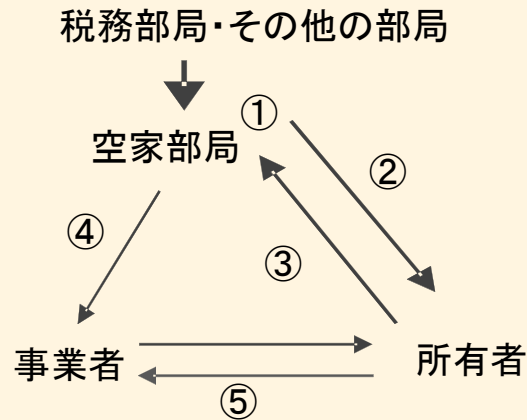 税務部局・その他の部局
①
空家部局
②
④
③
事業者
所有者
⑤